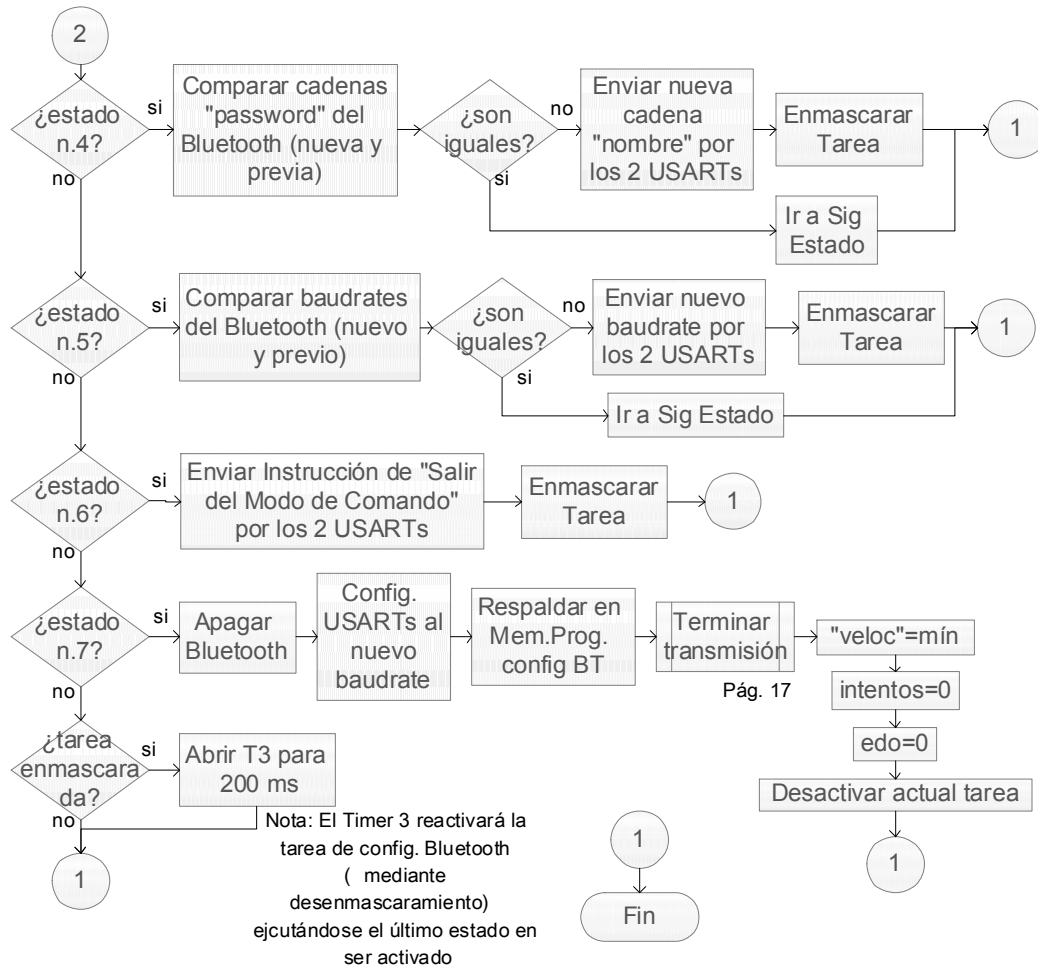 2
¿estado
n.4?
si
no
Comparar cadenas
"password" del
Bluetooth (nueva y
previa)
¿son
iguales?
no
si
Enviar nueva
cadena
"nombre" por
los 2 USARTs
Enmascarar
Tarea
1
Ir a Sig
Estado
¿estado
n.5?
si
no
Comparar baudrates
del Bluetooth (nuevo
y previo)
¿son
iguales?
no
si
Enviar nuevo
baudrate por
los 2 USARTs
Enmascarar
Tarea
1
Ir a Sig Estado
¿estado
n.6?
si
no
Enviar Instrucción de "Salir
del Modo de Comando"
por los 2 USARTs
Enmascarar
Tarea
1
¿estado
n.7?
si
no
Apagar
Bluetooth
Config.
USARTs al
nuevo
baudrate
Respaldar en
Mem.Prog.
config BT
Terminar
transmisión
Pág. 17
"veloc"=mín
intentos=0
edo=0
Desactivar actual tarea
1
¿tarea
enmascara
da?
si
no
Abrir T3 para
200 ms
1
Nota: El Timer 3 reactivará la
tarea de config. Bluetooth
( mediante
desenmascaramiento)
ejcutándose el último estado en
ser activado
1
Fin